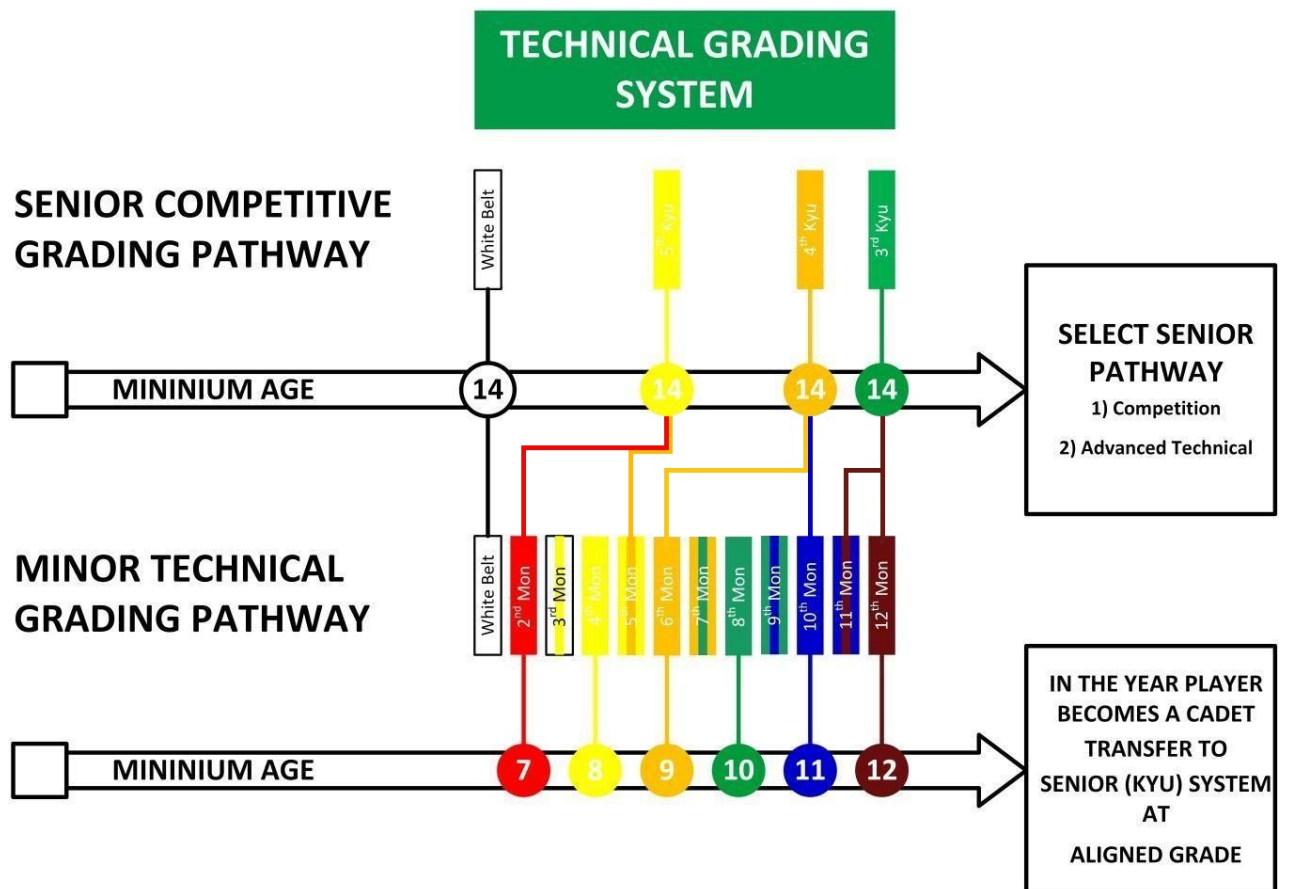 TECHNICAL GRADING
SYSTEM
SENIOR COMPETITIVE
GRADING PATHWAY
White Belt
5th Kyu
4th Kyu
3rd Kyu
MININIUM AGE
14
14
14
14
SELECT SENIOR
PATHWAY
1) Competition
2) Advanced Technical
MINOR TECHNICAL
GRADING PATHWAY
White Belt
2nd Mon
3rd Mon
4th Mon
5th Mon
6th Mon
7th Mon
8th Mon
9th Mon
10th Mon
11th Mon
12th Mon
MININIUM AGE
7
8
9
10
11
12
IN THE YEAR PLAYER
BECOMES A CADET
TRANSFER TO
SENIOR (KYU) SYSTEM
AT
ALIGNED GRADE